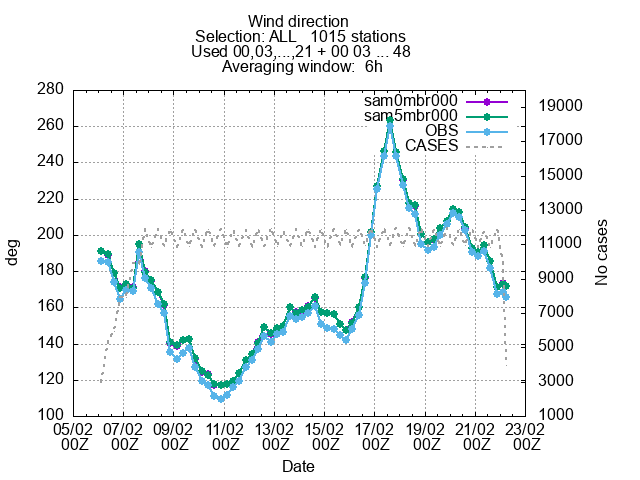 Wind direction
Selection: ALL   1015 stations
Used 00,03,...,21 + 00 03 ... 48
Averaging window:  6h
sam0mbr000
sam5mbr000
OBS
CASES
280
260
240
220
200
180
160
140
120
100
deg
19000
17000
15000
13000
11000
9000
7000
5000
3000
1000
No cases
05/02 07/02 09/02 11/02 13/02 15/02 17/02 19/02 21/02 23/02
00Z 00Z 00Z 00Z 00Z 00Z 00Z 00Z 00Z 00Z
Date